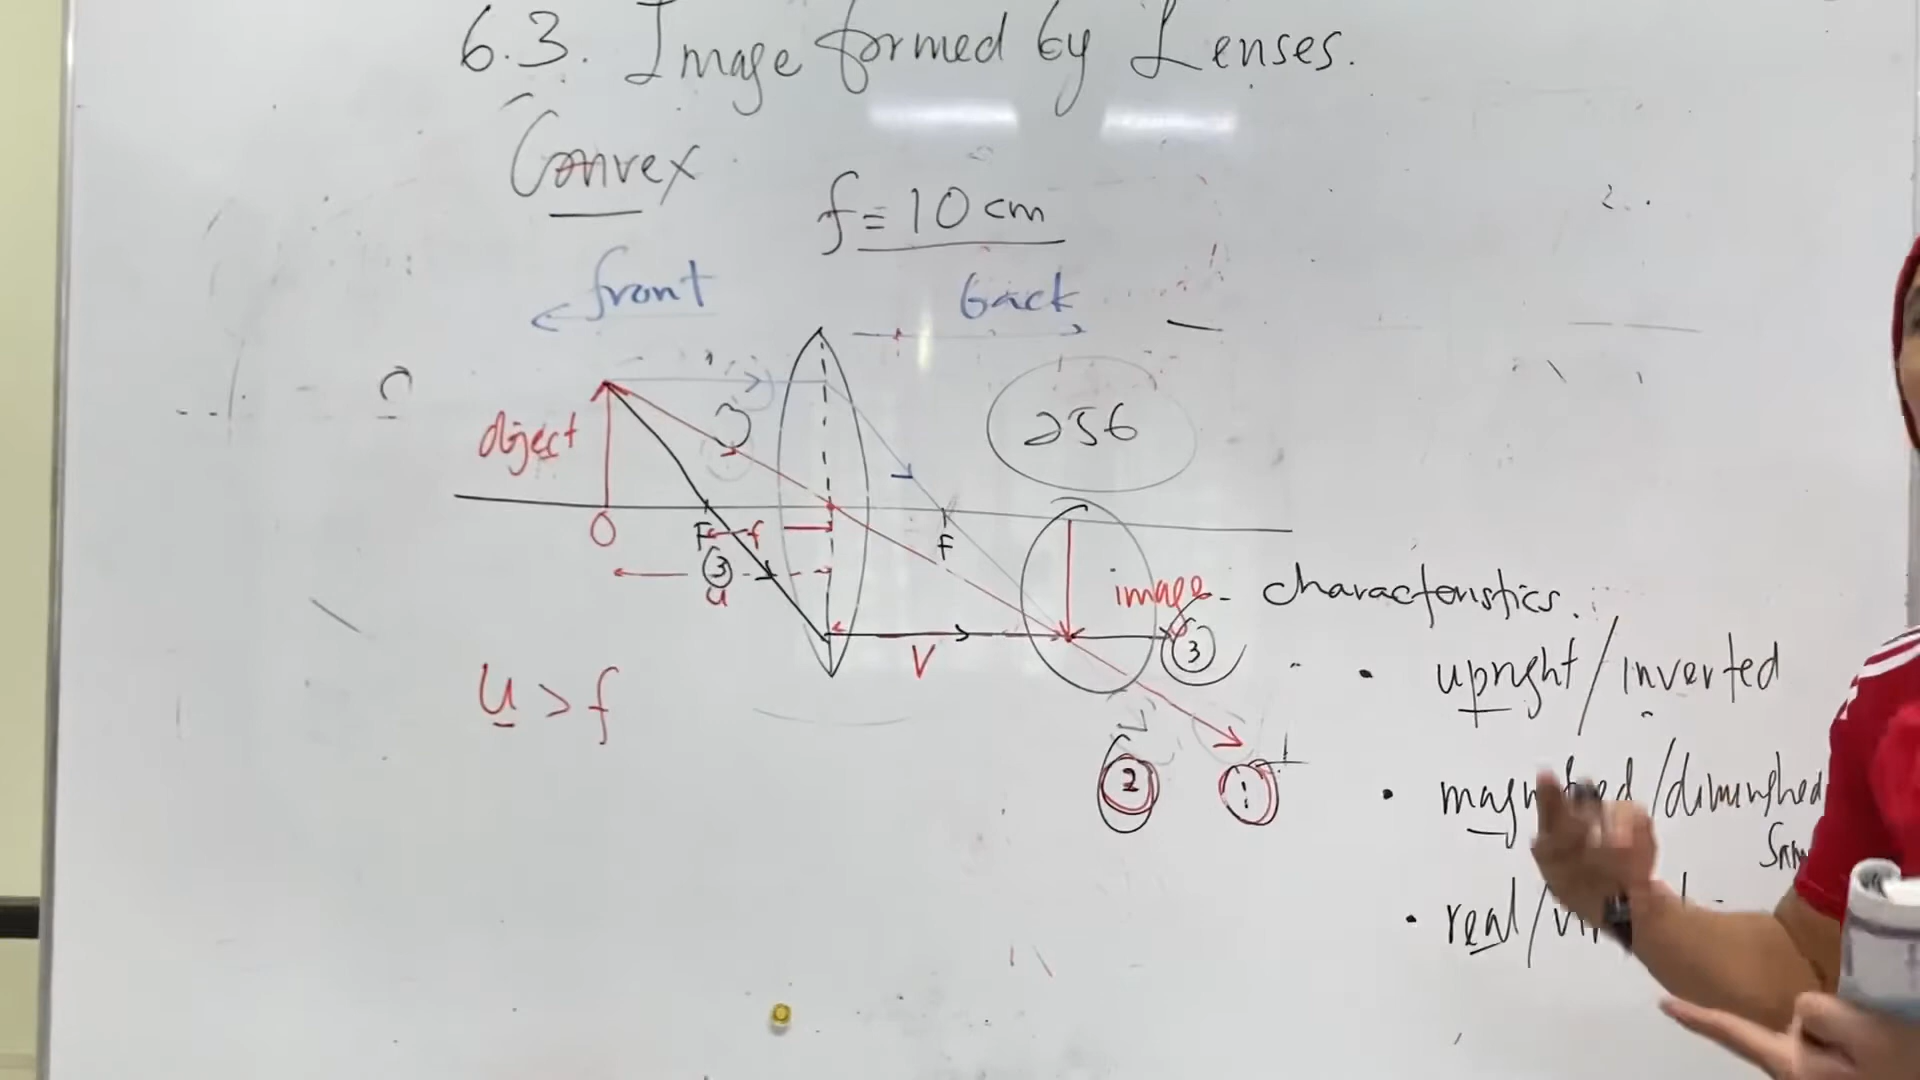 6.3. Image formed by Lenses.
Convex
f = 10 cm
front
back
256
object
O
F
f
F
3
u
image - characteristics.
3
V
upright/inverted
u > f
2
1
magnified/diminished
real/